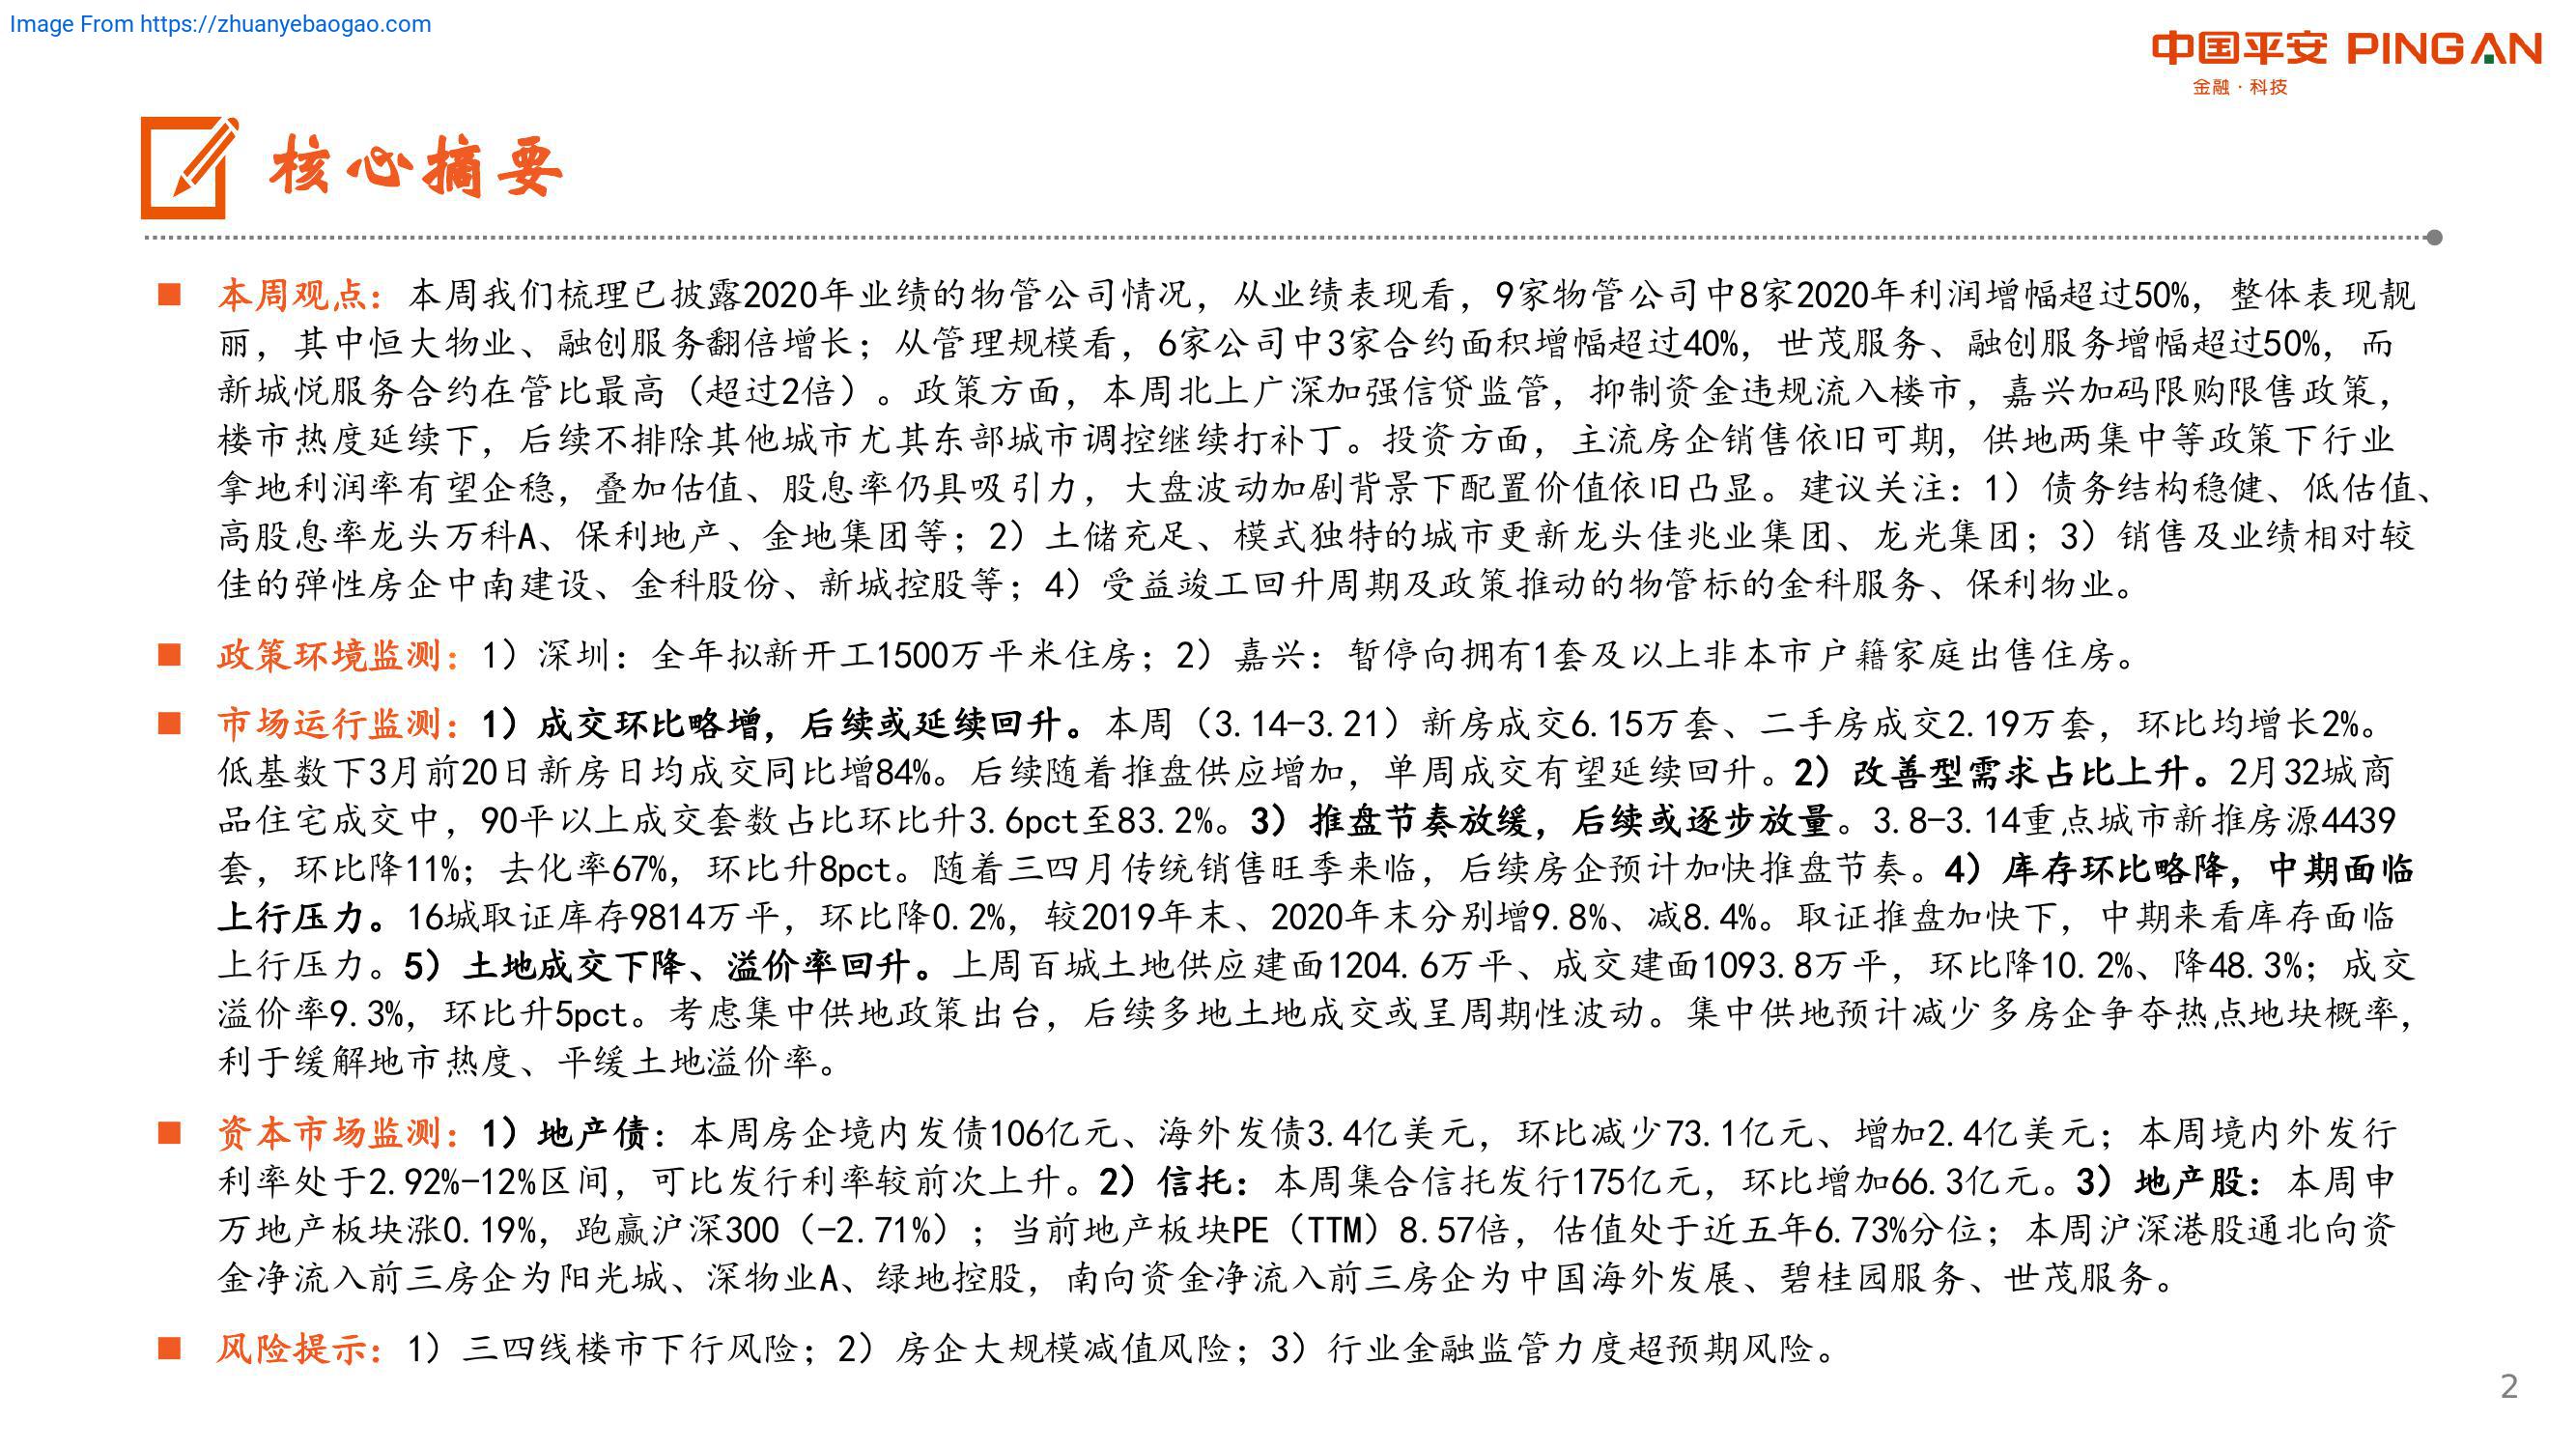 Image From https://zhuanyebaogao.com
中国平安 PINGAN
金融·科技
核心摘要
本周观点：本周我们梳理已披露2020年业绩的物管公司情况，从业绩表现看，9家物管公司中8家2020年利润增幅超过50%，整体表现靓
丽，其中恒大物业、融创服务翻倍增长；从管理规模看，6家公司中3家合约面积增幅超过40%，世茂服务、融创服务增幅超过50%，而
新城悦服务合约在管比最高（超过2倍）。政策方面，本周北上广深加强信贷监管，抑制资金违规流入楼市，嘉兴加码限购限售政策，
楼市热度延续下，后续不排除其他城市尤其东部城市调控继续打补丁。投资方面，主流房企销售依旧可期，供地两集中等政策下行业
拿地利润率有望企稳，叠加估值、股息率仍具吸引力，大盘波动加剧背景下配置价值依旧凸显。建议关注：1）债务结构稳健、低估值、
高股息率龙头万科A、保利地产、金地集团等；2）土储充足、模式独特的城市更新龙头佳兆业集团、龙光集团；3）销售及业绩相对较
佳的弹性房企中南建设、金科股份、新城控股等；4）受益竣工回升周期及政策推动的物管标的金科服务、保利物业。
政策环境监测：1）深圳：全年拟新开工1500万平米住房；2）嘉兴：暂停向拥有1套及以上非本市户籍家庭出售住房。
市场运行监测：1）成交环比略增，后续或延续回升。本周（3.14-3.21）新房成交6.15万套、二手房成交2.19万套，环比均增长2%。
低基数下3月前20日新房日均成交同比增84%。后续随着推盘供应增加，单周成交有望延续回升。2）改善型需求占比上升。2月32城商
品住宅成交中，90平以上成交套数占比环比升3.6pct至83.2%。3）推盘节奏放缓，后续或逐步放量。3.8-3.14重点城市新推房源4439
套，环比降11%；去化率67%，环比升8pct。随着三四月传统销售旺季来临，后续房企预计加快推盘节奏。4）库存环比略降，中期面临
上行压力。16城取证库存9814万平，环比降0.2%，较2019年末、2020年末分别增9.8%、减8.4%。取证推盘加快下，中期来看库存面临
上行压力。5）土地成交下降、溢价率回升。上周百城土地供应建面1204.6万平、成交建面1093.8万平，环比降10.2%、降48.3%；成交
溢价率9.3%，环比升5pct。考虑集中供地政策出台，后续多地土地成交或呈周期性波动。集中供地预计减少多房企争夺热点地块概率，
利于缓解地市热度、平缓土地溢价率。
资本市场监测：1）地产债：本周房企境内发债106亿元、海外发债3.4亿美元，环比减少73.1亿元、增加2.4亿美元；本周境内外发行
利率处于2.92%-12%区间，可比发行利率较前次上升。2）信托：本周集合信托发行175亿元，环比增加66.3亿元。3）地产股：本周申
万地产板块涨0.19%，跑赢沪深300（-2.71%）；当前地产板块PE（TTM）8.57倍，估值处于近五年6.73%分位；本周沪深港股通北向资
金净流入前三房企为阳光城、深物业A、绿地控股，南向资金净流入前三房企为中国海外发展、碧桂园服务、世茂服务。
风险提示：1）三四线楼市下行风险；2）房企大规模减值风险；3）行业金融监管力度超预期风险。
2